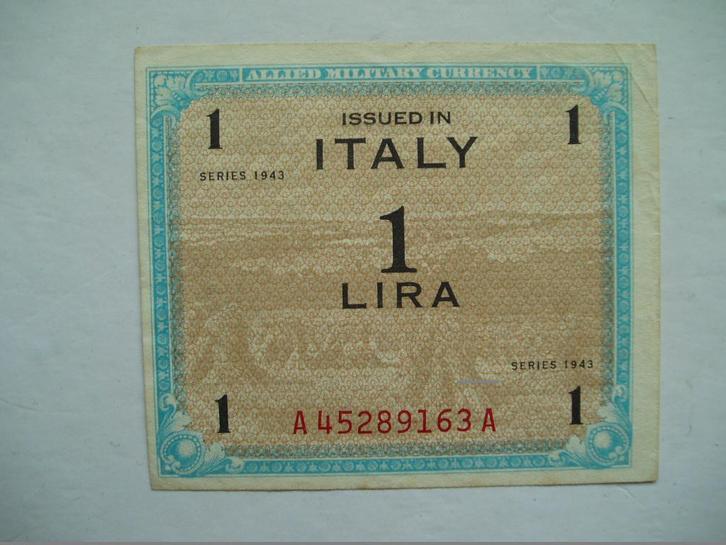 ALLIED MILITARY CURRENCY
1 ISSUED IN 1
ITALY
SERIES 1943
1
LIRA
SERIES 1943
1 A45289163A 1